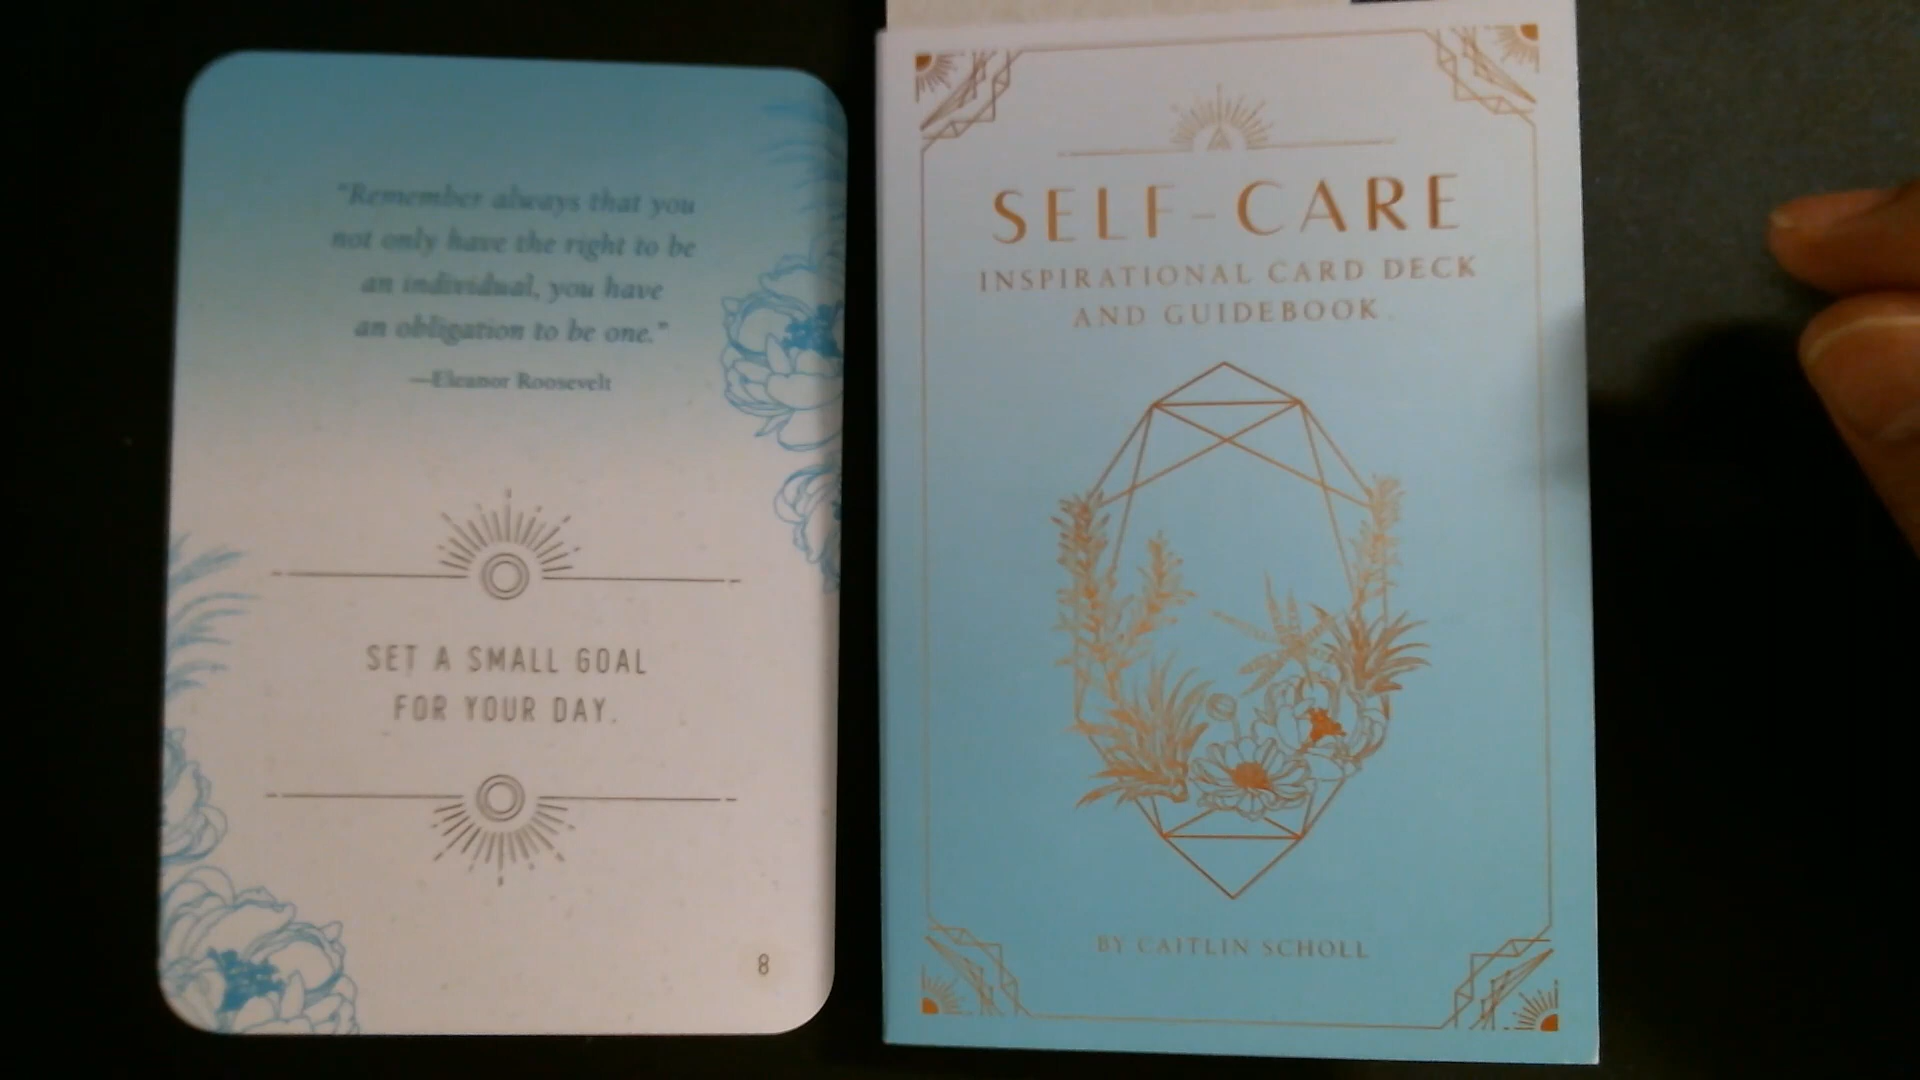 "Remember always that you
not only have the right to be
an individual, you have
an obligation to be one."
—Eleanor Roosevelt
SET A SMALL GOAL
FOR YOUR DAY.
8
SELF-CARE
INSPIRATIONAL CARD DECK
AND GUIDEBOOK
BY CAITLIN SCHOLL